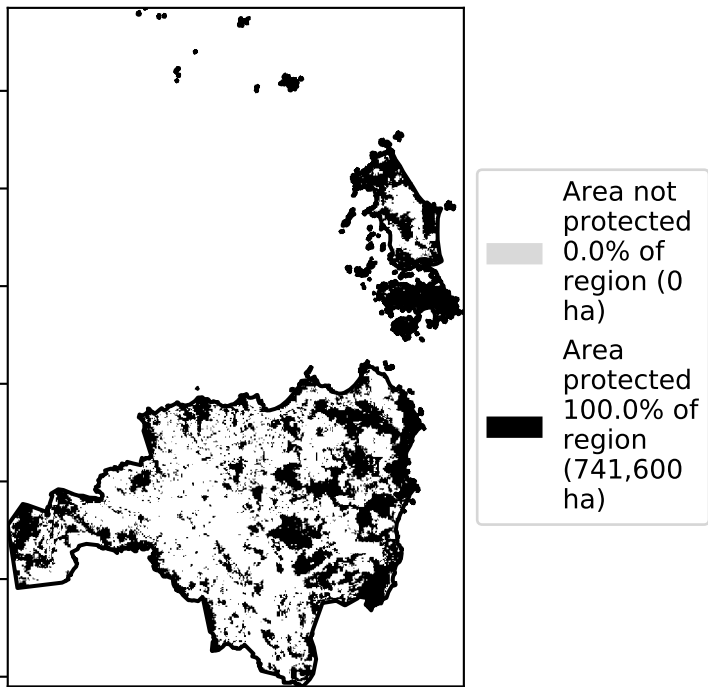 Area not
protected
0.0% of
region (0
ha)
Area
protected
100.0% of
region
(741,600
ha)